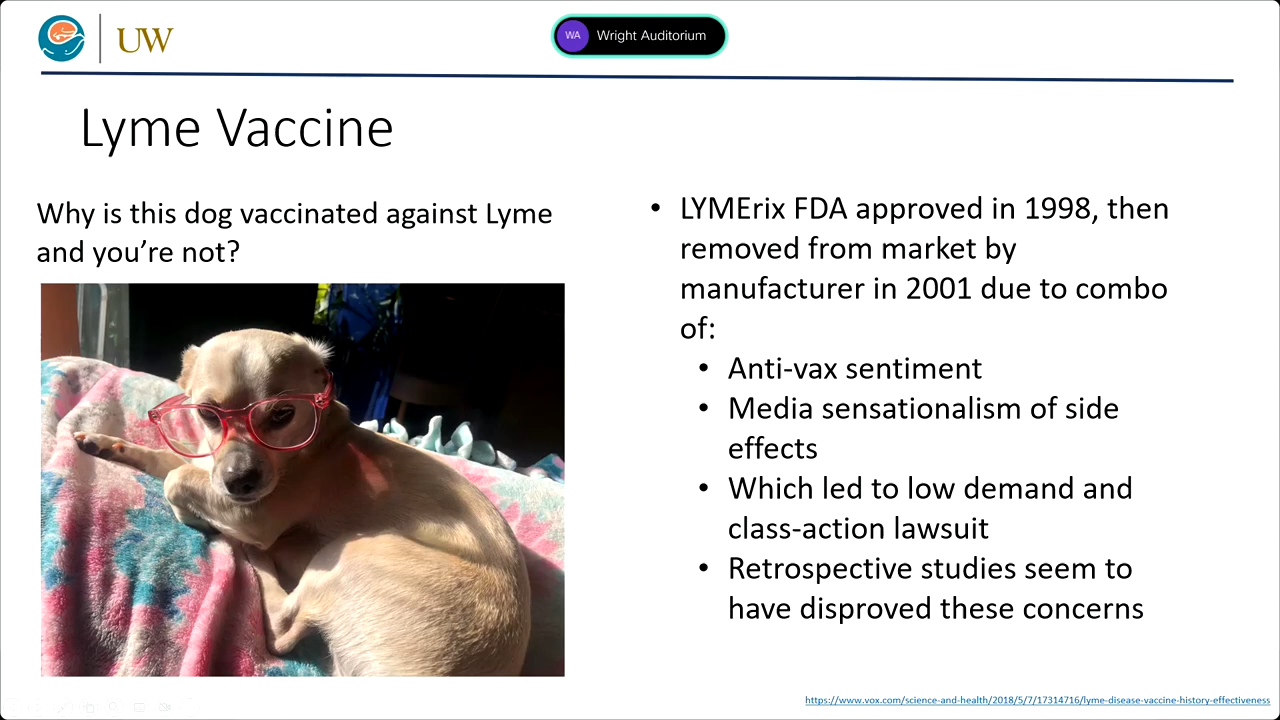 UW
WA Wright Auditorium
Lyme Vaccine
Why is this dog vaccinated against Lyme
and you’re not?
• LYMErix FDA approved in 1998, then
removed from market by
manufacturer in 2001 due to combo
of:
• Anti-vax sentiment
• Media sensationalism of side
effects
• Which led to low demand and
class-action lawsuit
• Retrospective studies seem to
have disproved these concerns
https://www.vox.com/science-and-health/2018/5/7/17314716/lyme-disease-vaccine-history-effectiveness